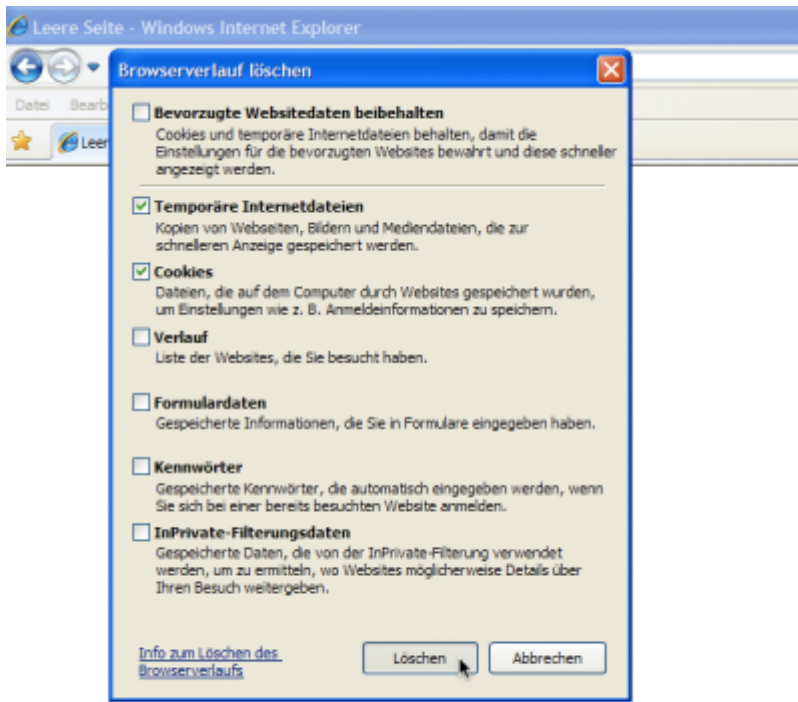 Leere Seite - Windows Internet Explorer
Browserverlauf löschen
Datei Bearb
Leer
Bevorzugte Websitedaten beibehalten
Cookies und temporäre Internetdateien behalten, damit die
Einstellungen für die bevorzugten Websites bewahrt und diese schneller
angezeigt werden.
Temporäre Internetdateien
Kopien von Webseiten, Bildern und Mediendateien, die zur
schnelleren Anzeige gespeichert werden.
Cookies
Dateien, die auf dem Computer durch Websites gespeichert wurden,
um Einstellungen wie z. B. Anmeldeinformationen zu speichern.
Verlauf
Liste der Websites, die Sie besucht haben.
Formulardaten
Gespeicherte Informationen, die Sie in Formulare eingegeben haben.
Kennwörter
Gespeicherte Kennwörter, die automatisch eingegeben werden, wenn
Sie sich bei einer bereits besuchten Website anmelden.
InPrivate-Filterungsdaten
Gespeicherte Daten, die von der InPrivate-Filterung verwendet
werden, um zu ermitteln, wo Websites möglicherweise Details über
Ihren Besuch weitergeben.
Info zum Löschen des
Browserverlaufs
Löschen
Abbrechen